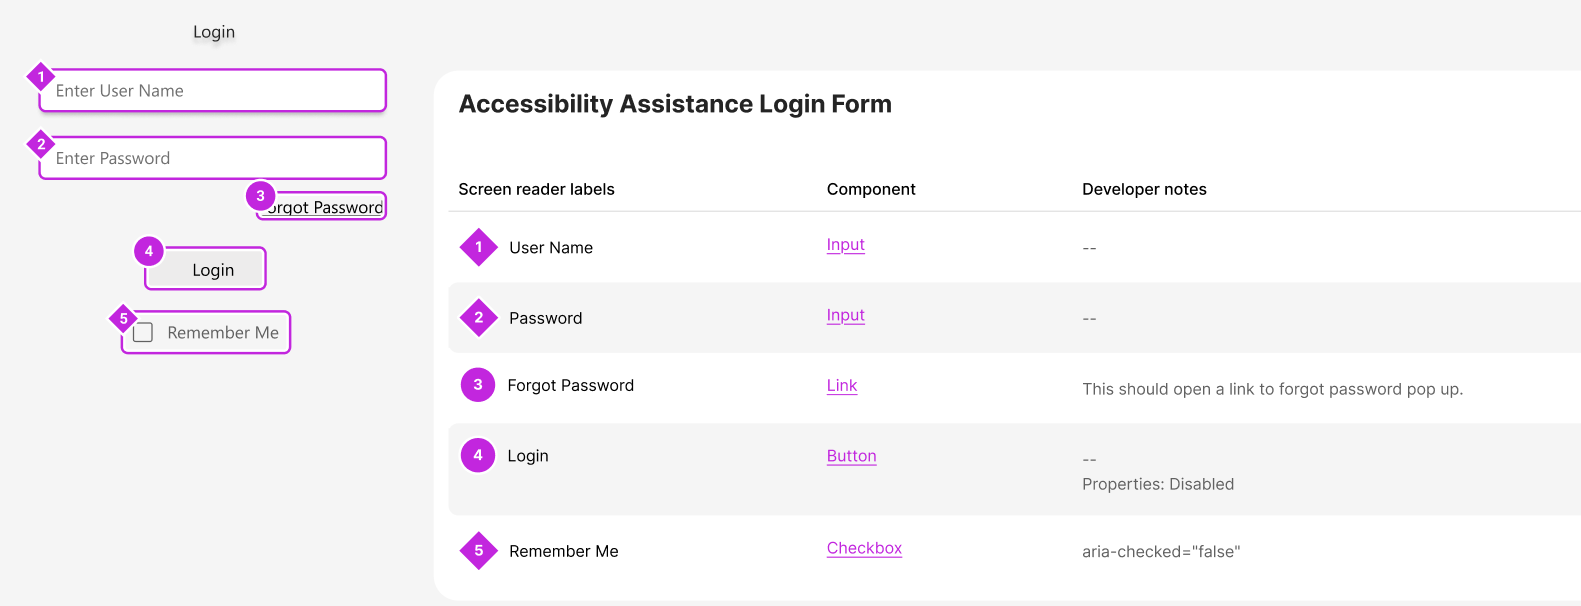 Login
1
Enter User Name
2
Enter Password
3
orgot Password
4
Login
5
Remember Me
Accessibility Assistance Login Form
Screen reader labels Component Developer notes
1 User Name Input --
2 Password Input --
3 Forgot Password Link This should open a link to forgot password pop up.
4 Login Button --
Properties: Disabled
5 Remember Me Checkbox aria-checked="false"